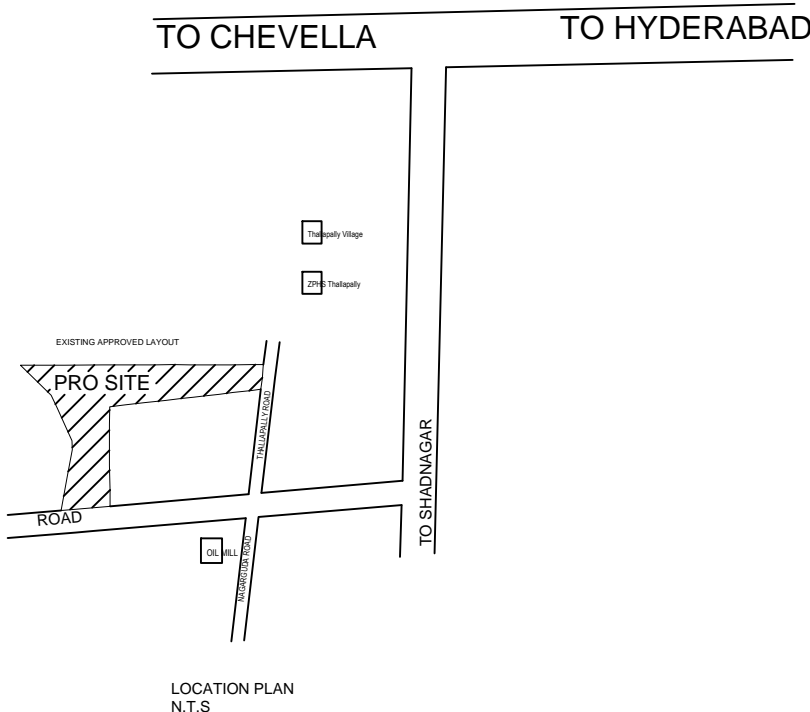 TO CHEVELLA
TO HYDERABAD
Thallapally Village
ZPHS Thallapally
EXISTING APPROVED LAYOUT
PRO SITE
THALLAPALLY ROAD
TO SHADNAGAR
ROAD
OIL MILL
NAGARGUDA ROAD
LOCATION PLAN
N.T.S